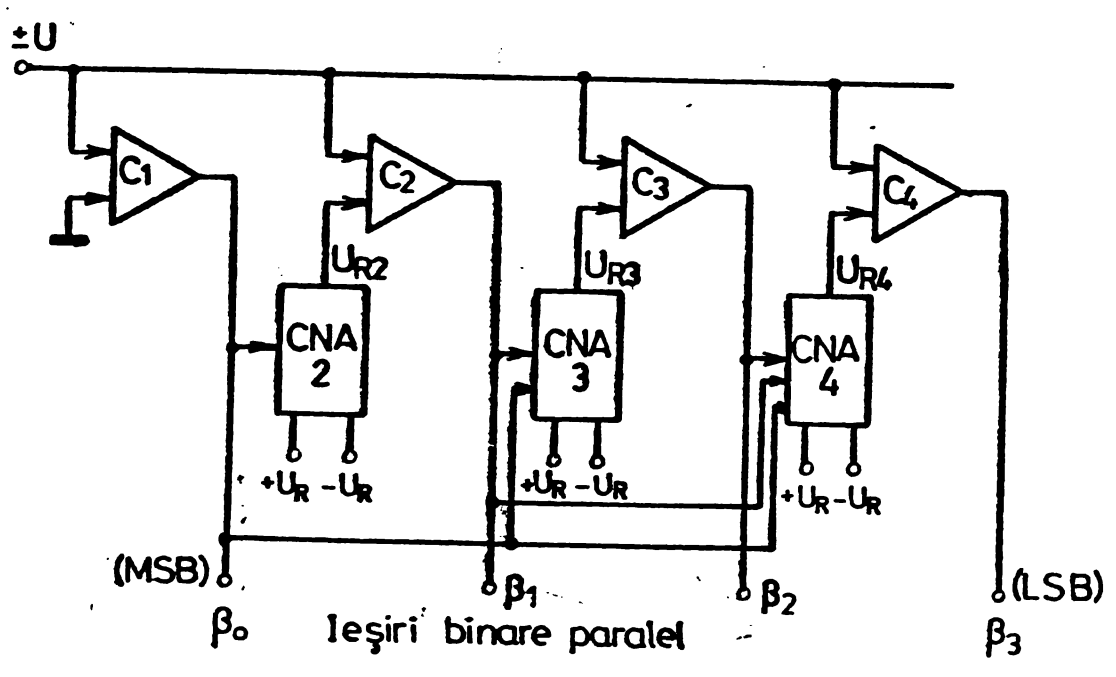 ±U
C1
C2
C3
C4
UR2
UR3
UR4
CNA
2
CNA
3
CNA
4
+UR -UR
+UR -UR
+UR -UR
(MSB)
β0
β1
β2
(LSB)
β3
Ieşiri binare paralel